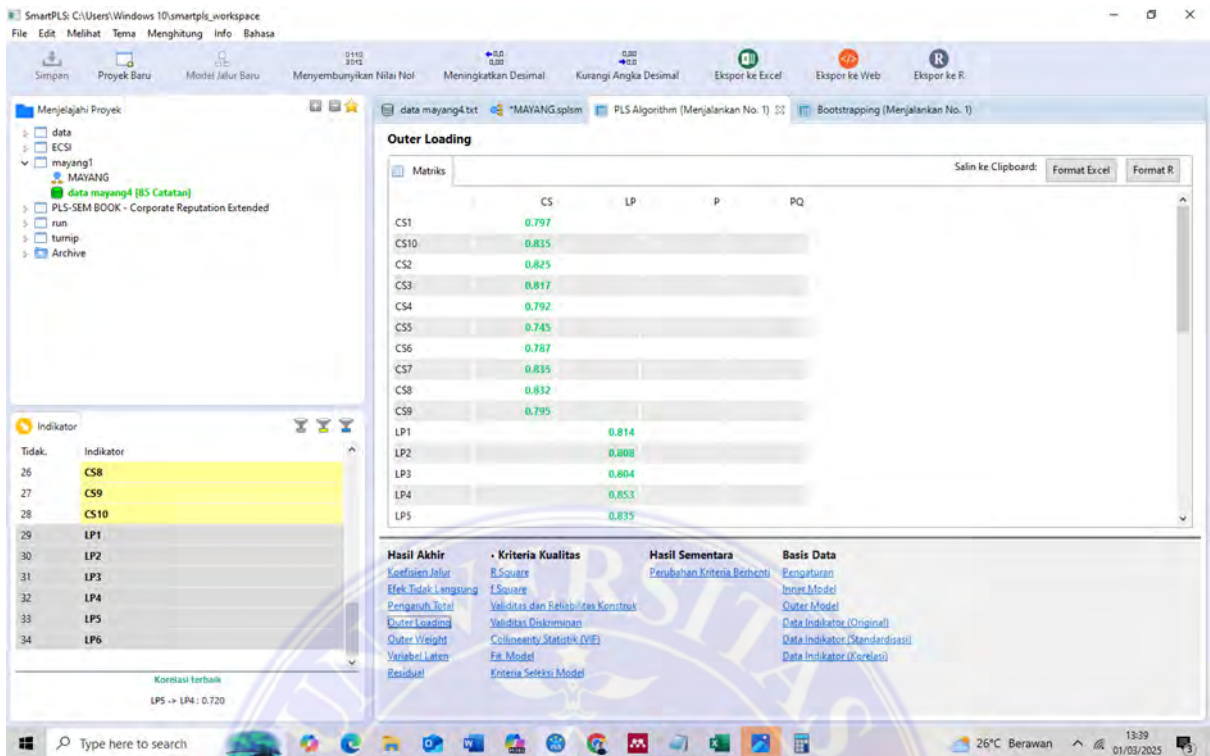 SmartPLS: C:\Users\Windows 10\smartpls_workspace
File Edit Melihat Tema Menghitung Info Bahasa
Simpan Proyek Baru Model Jalur Baru Menyembunyikan Nilai Nol Meningkatkan Desimal Kurangi Angka Desimal Ekspor ke Excel Ekspor ke Web Ekspor ke R
Menjelajahi Proyek
data
ECSI
mayang1
MAYANG
data mayang4 [85 Catatan]
PLS-SEM BOOK - Corporate Reputation Extended
run
turnip
Archive
Indikator
Tidak. Indikator
26 CS8
27 CS9
28 CS10
29 LP1
30 LP2
31 LP3
32 LP4
33 LP5
34 LP6
Korelasi terbaik
LP5 -> LP4 : 0.720
data mayang4.txt *MAYANG.splsm PLS Algorithm (Menjalankan No. 1) Bootstrapping (Menjalankan No. 1)
Outer Loading
Matriks Salin ke Clipboard: Format Excel Format R
CS LP P PQ
CS1 0.797
CS10 0.835
CS2 0.825
CS3 0.817
CS4 0.792
CS5 0.745
CS6 0.787
CS7 0.835
CS8 0.832
CS9 0.795
LP1 0.814
LP2 0.808
LP3 0.804
LP4 0.853
LP5 0.835
Hasil Akhir Kriteria Kualitas Hasil Sementara Basis Data
Koefisien Jalur R Square Perubahan Kriteria Berhenti Pengaturan
Efek Tidak Langsung f Square Inner Model
Pengaruh Total Validitas dan Reliabilitas Konstruk Outer Model
Outer Loading Validitas Diskriminan Data Indikator (Original)
Outer Weight Collinearity Statistik (VIF) Data Indikator (Standardisasi)
Variabel Laten Fit Model Data Indikator (Korelasi)
Residual Kriteria Seleksi Model
UNIVERSITAS
Type here to search
26°C Berawan
13:39
01/03/2025